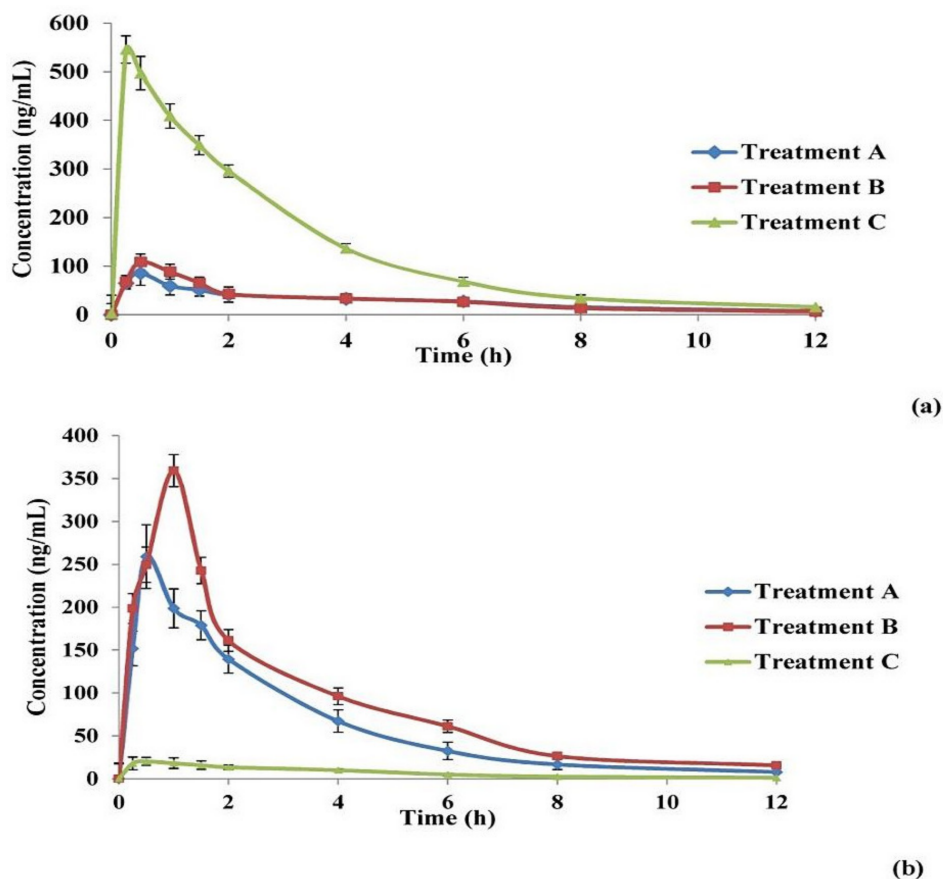 600
500
400
300
200
100
0
Concentration (ng/mL)
Treatment A
Treatment B
Treatment C
0 2 4 6 8 10 12
Time (h)
(a)
400
350
300
250
200
150
100
50
0
Concentration (ng/mL)
Treatment A
Treatment B
Treatment C
0 2 4 6 8 10 12
Time (h)
(b)